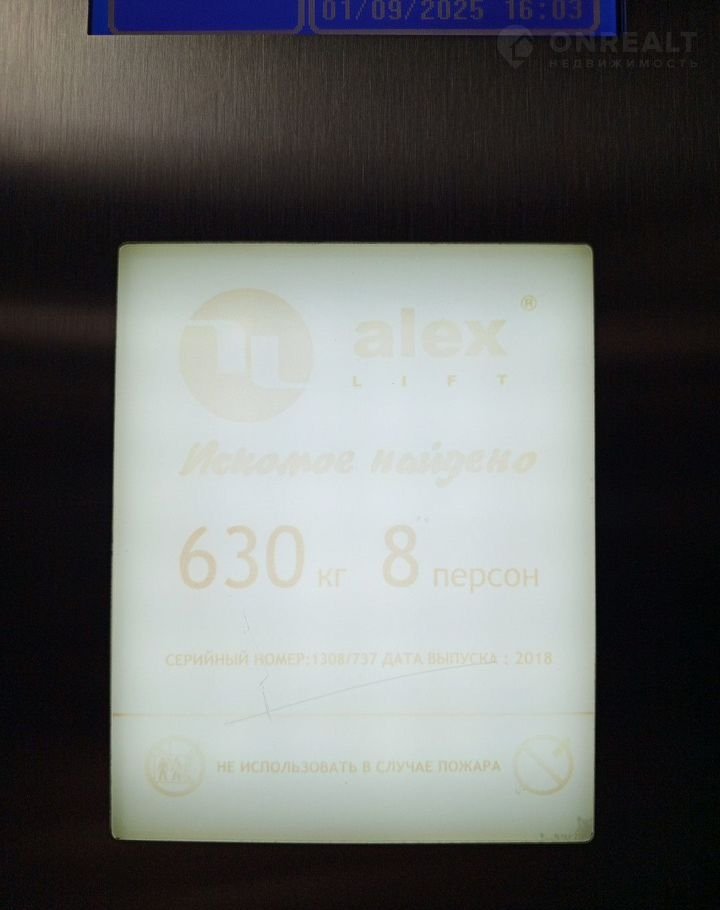 01/09/2025 16:03
ONREALT
НЕДВИЖИМОСТЬ
alex ®
LIFT
Искомое найдено
630 кг 8 персон
СЕРИЙНЫЙ НОМЕР:1308/737 ДАТА ВЫПУСКА : 2018
НЕ ИСПОЛЬЗОВАТЬ В СЛУЧАЕ ПОЖАРА